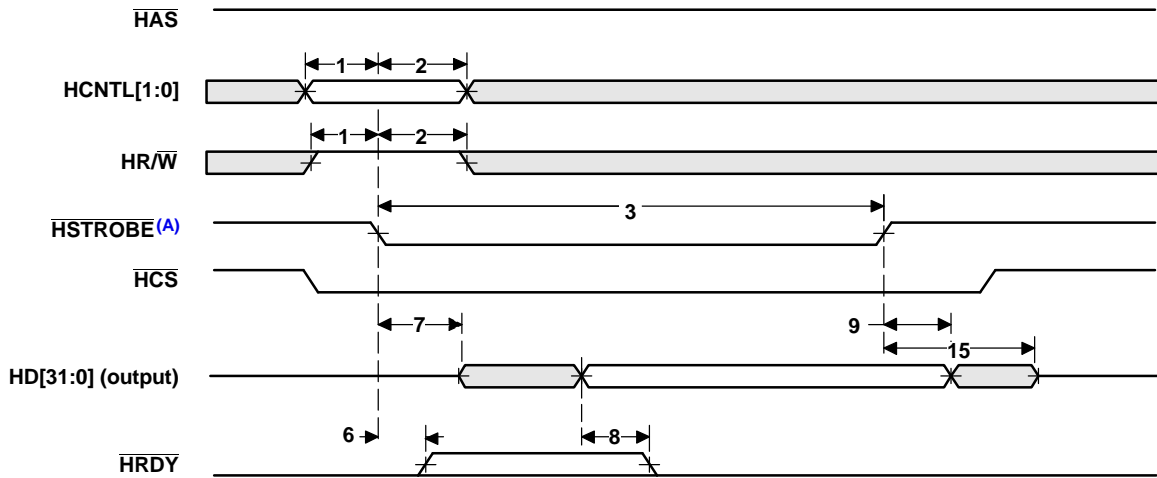 HAS
1 2
HCNTL[1:0]
1 2
HR/W
3
HSTROBE(A)
HCS
7 9
15
HD[31:0] (output)
6 8
HRDY